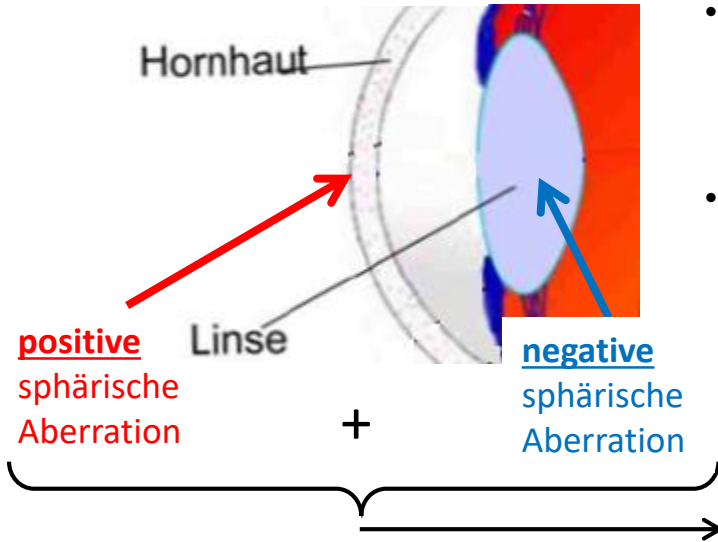 Hornhaut
Linse
positive
sphärische
Aberration
+
negative
sphärische
Aberration